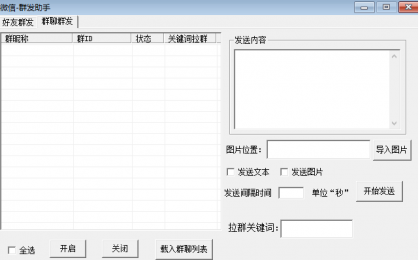 微信-群发助手
好友群发 群聊群发
群昵称 群ID 状态 关键词拉群
发送内容
图片位置： 导入图片
发送文本 发送图片
发送间隔时间 单位“秒” 开始发送
拉群关键词：
全选 开启 关闭 载入群聊列表